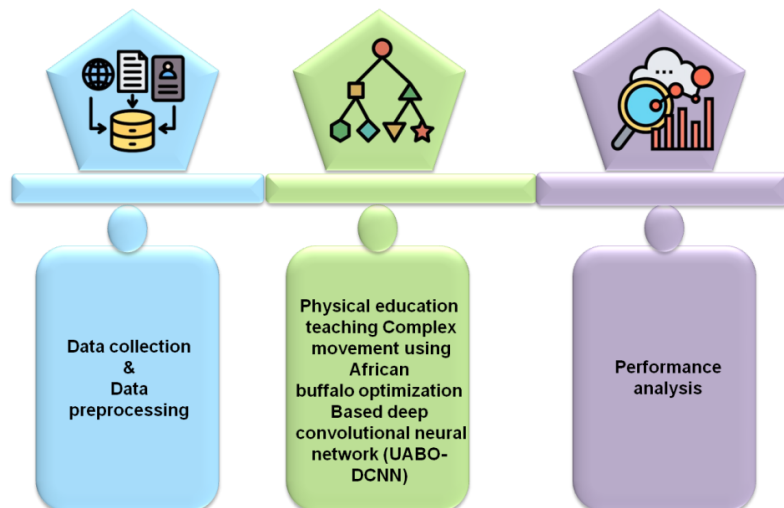 Data collection
&
Data
preprocessing
Physical education
teaching Complex
movement using
African
buffalo optimization
Based deep
convolutional neural
network (UABO-
DCNN)
Performance
analysis